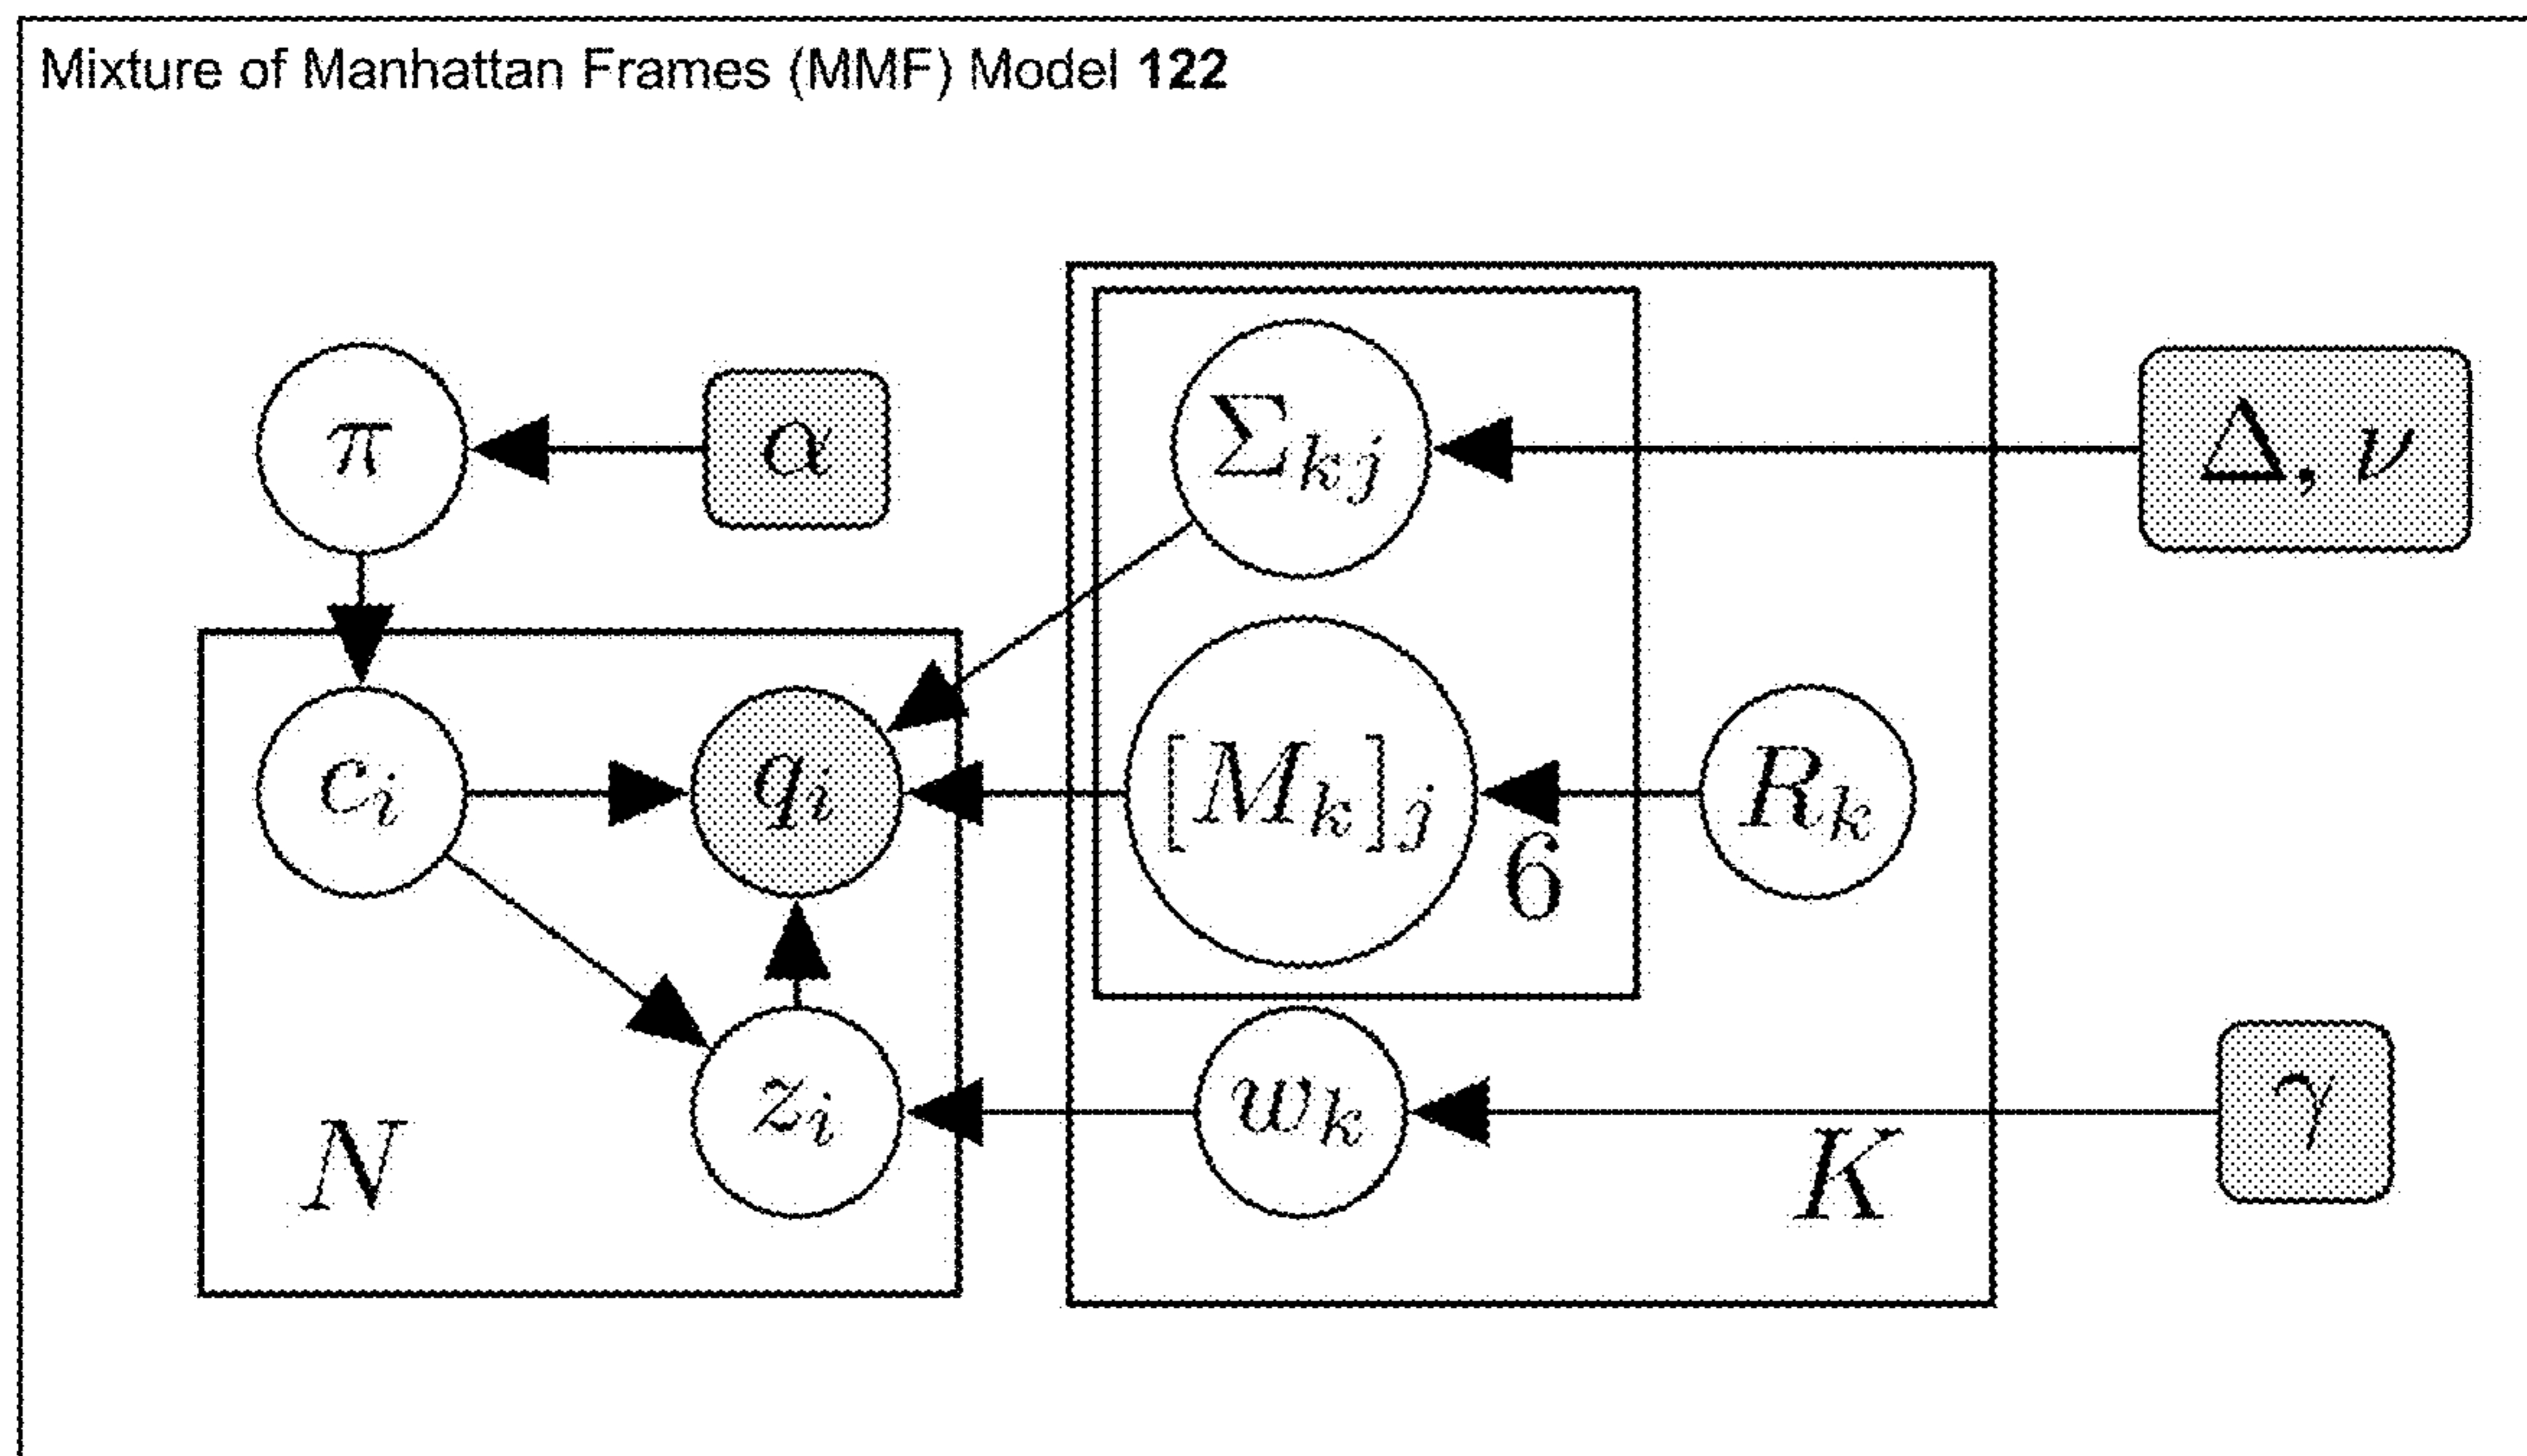 Mixture of Manhattan Frames (MMF) Model 122
π
α
Σkj
Δ, ν
ci
qi
[Mk]j
Rk
6
zi
wk
γ
N
K